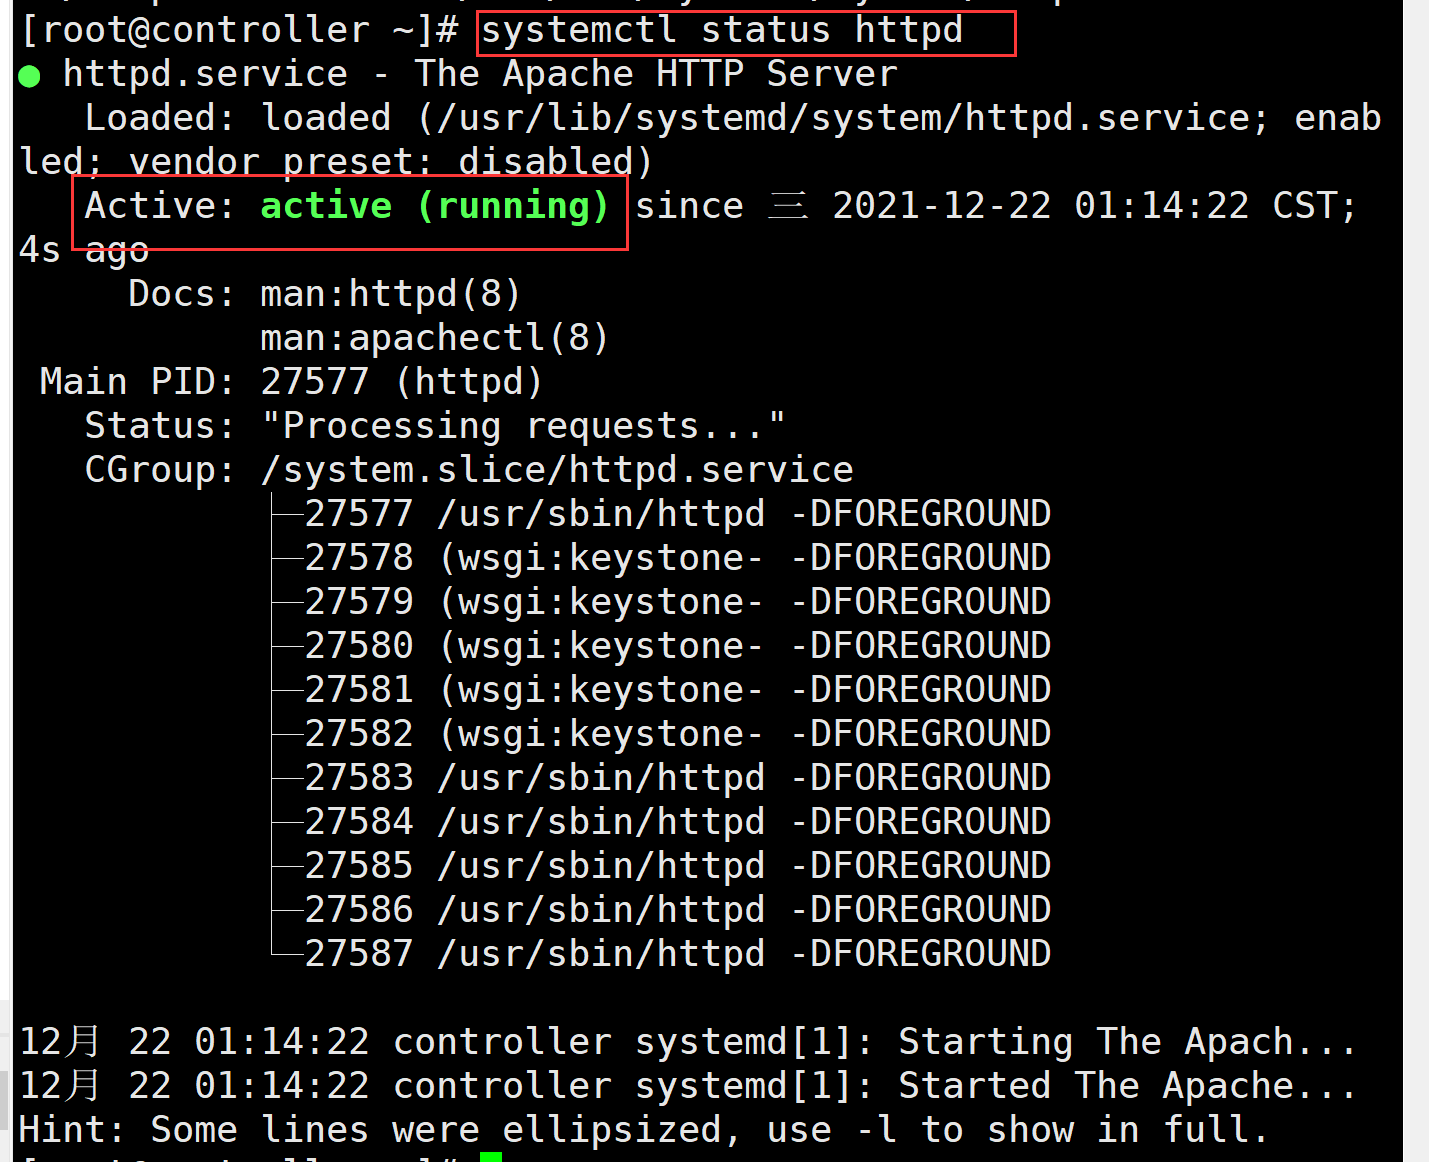 [root@controller ~]# systemctl status httpd
● httpd.service - The Apache HTTP Server
Loaded: loaded (/usr/lib/systemd/system/httpd.service; enab
led; vendor preset: disabled)
Active: active (running) since 三 2021-12-22 01:14:22 CST;
4s ago
Docs: man:httpd(8)
man:apachectl(8)
Main PID: 27577 (httpd)
Status: "Processing requests..."
CGroup: /system.slice/httpd.service
├─27577 /usr/sbin/httpd -DFOREGROUND
├─27578 (wsgi:keystone- -DFOREGROUND
├─27579 (wsgi:keystone- -DFOREGROUND
├─27580 (wsgi:keystone- -DFOREGROUND
├─27581 (wsgi:keystone- -DFOREGROUND
├─27582 (wsgi:keystone- -DFOREGROUND
├─27583 /usr/sbin/httpd -DFOREGROUND
├─27584 /usr/sbin/httpd -DFOREGROUND
├─27585 /usr/sbin/httpd -DFOREGROUND
├─27586 /usr/sbin/httpd -DFOREGROUND
└─27587 /usr/sbin/httpd -DFOREGROUND
12月 22 01:14:22 controller systemd[1]: Starting The Apach...
12月 22 01:14:22 controller systemd[1]: Started The Apache...
Hint: Some lines were ellipsized, use -l to show in full.